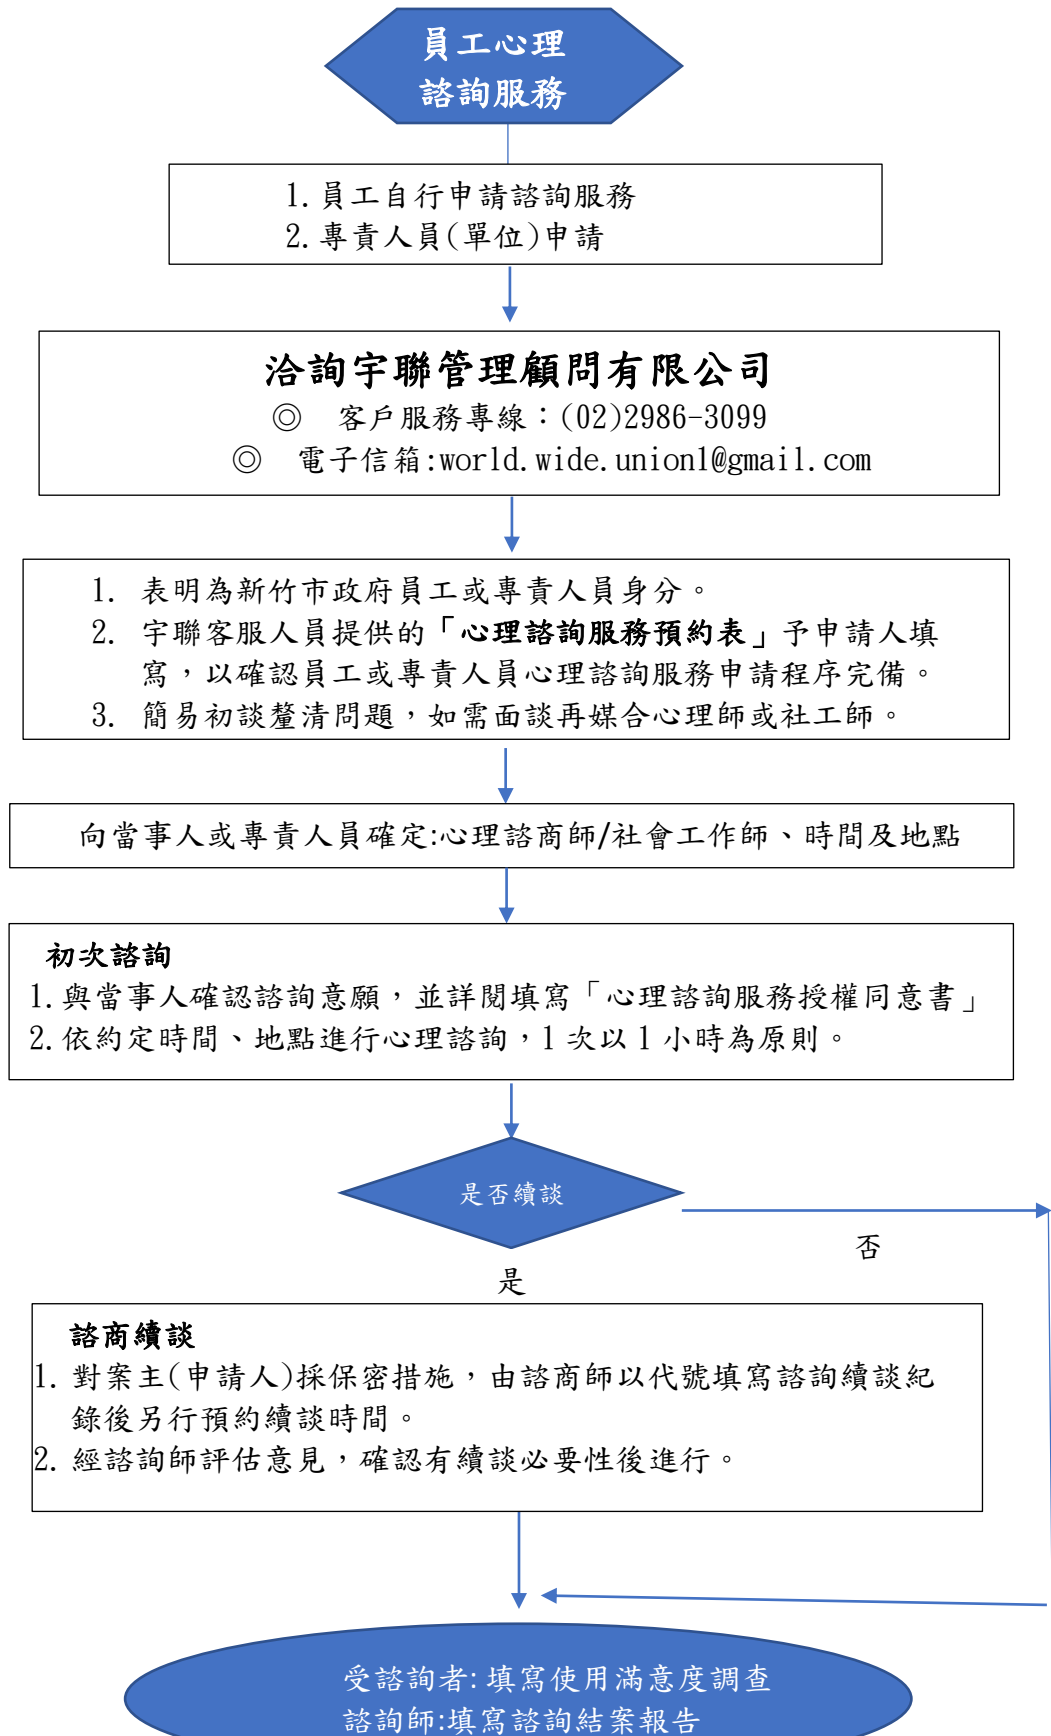 員工心理
諮詢服務
1.員工自行申請諮詢服務
2.專責人員(單位)申請
洽詢宇聯管理顧問有限公司
◎ 客戶服務專線：(02)2986-3099
◎ 電子信箱:world.wide.union1@gmail.com
1. 表明為新竹市政府員工或專責人員身分。
2. 宇聯客服人員提供的「心理諮詢服務預約表」予申請人填
寫，以確認員工或專責人員心理諮詢服務申請程序完備。
3. 簡易初談釐清問題，如需面談再媒合心理師或社工師。
向當事人或專責人員確定:心理諮商師/社會工作師、時間及地點
初次諮詢
1.與當事人確認諮詢意願，並詳閱填寫「心理諮詢服務授權同意書」
2.依約定時間、地點進行心理諮詢，1 次以 1 小時為原則。
是否續談
否
是
諮商續談
1. 對案主(申請人)採保密措施，由諮商師以代號填寫諮詢續談紀
錄後另行預約續談時間。
2. 經諮詢師評估意見，確認有續談必要性後進行。
受諮詢者:填寫使用滿意度調查
諮詢師:填寫諮詢結案報告